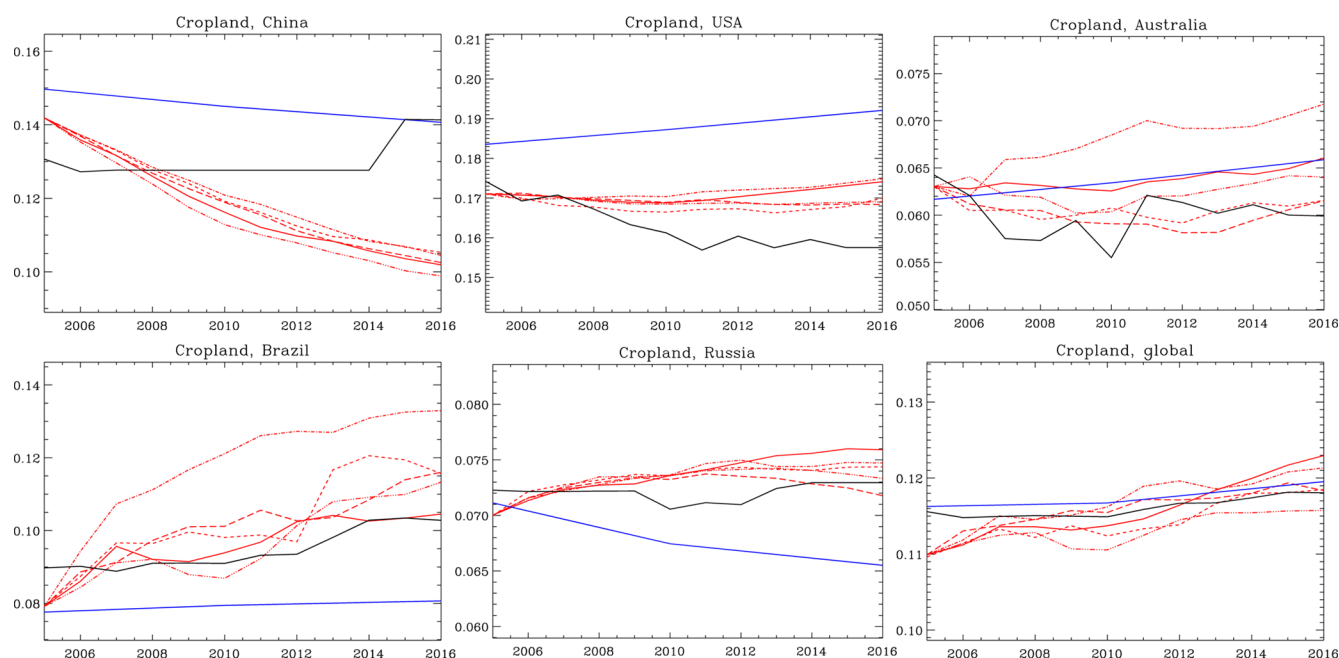 Cropland, China
0.16
0.14
0.12
0.10
2006 2008 2010 2012 2014 2016
Cropland, USA
0.21
0.20
0.19
0.18
0.17
0.16
0.15
2006 2008 2010 2012 2014 2016
Cropland, Australia
0.075
0.070
0.065
0.060
0.055
0.050
2006 2008 2010 2012 2014 2016
Cropland, Brazil
0.14
0.12
0.10
0.08
2006 2008 2010 2012 2014 2016
Cropland, Russia
0.080
0.075
0.070
0.065
0.060
2006 2008 2010 2012 2014 2016
Cropland, global
0.13
0.12
0.11
0.10
2006 2008 2010 2012 2014 2016